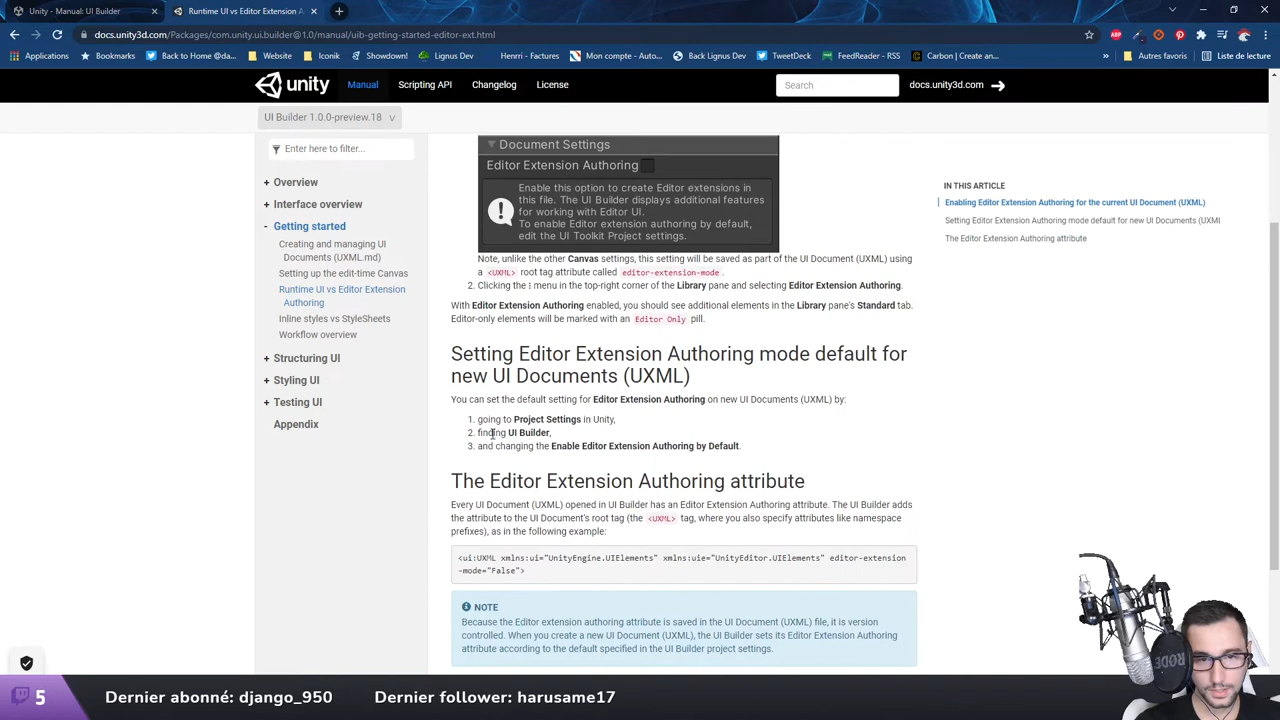 Unity - Manual
Runtime UI vs Editor Extension
docs.unity3d.com/Packages/com.unity.ui.builder@1.0/manual/uib-getting-started-editor-ext.html
Applications
Bookmarks
Back to Home @da...
Website
Iconik
Showdown!
Lignus Dev
Henri - Factures
Mon compte - Au...
Back Lignus Dev
TweetDeck
FeedReader - RSS
Carbon | Create an...
Autres favoris
Liste de lecture
unity
Manual
Scripting API
Changelog
License
Search
docs.unity3d.com
UI Builder 1.0.0-preview.18
Enter here to filter...
+ Overview
+ Interface overview
- Getting started
Creating and managing UI
Documents (UXML.md)
Setting up the edit-time Canvas
Runtime UI vs Editor Extension
Authoring
Inline styles vs StyleSheets
Workflow overview
+ Structuring UI
+ Styling UI
+ Testing UI
Appendix
Document Settings
Editor Extension Authoring
Enable this option to create Editor extensions in
this file. The UI Builder displays additional features
for working with Editor UI.
To enable Editor extension authoring by default,
edit the UI Toolkit Project settings.
Note, unlike the other Canvas settings, this setting will be saved as part of the UI Document (UXML) using
a <UXML> root tag attribute called editor-extension-mode.
2. Clicking the ⋮ menu in the top-right corner of the Library pane and selecting Editor Extension Authoring.
With Editor Extension Authoring enabled, you should see additional elements in the Library pane's Standard tab.
Editor-only elements will be marked with an Editor Only pill.
Setting Editor Extension Authoring mode default for
new UI Documents (UXML)
You can set the default setting for Editor Extension Authoring on new UI Documents (UXML) by:
1. going to Project Settings in Unity,
2. finding UI Builder,
3. and changing the Enable Editor Extension Authoring by Default.
The Editor Extension Authoring attribute
Every UI Document (UXML) opened in UI Builder has an Editor Extension Authoring attribute. The UI Builder adds
the attribute to the UI Document's root tag (the <UXML> tag, where you also specify attributes like namespace
prefixes), as in the following example:
<ui:UXML xmlns:ui="UnityEngine.UIElements" xmlns:uie="UnityEditor.UIElements" editor-extension
-mode="False">
NOTE
Because the Editor extension authoring attribute is saved in the UI Document (UXML) file, it is version
controlled. When you create a new UI Document (UXML), the UI Builder sets its Editor Extension Authoring
attribute according to the default specified in the UI Builder project settings.
IN THIS ARTICLE
Enabling Editor Extension Authoring for the current UI Document (UXML)
Setting Editor Extension Authoring mode default for new UI Documents (UXML
The Editor Extension Authoring attribute
RØDE
5
Dernier abonné: django_950
Dernier follower: harusame17